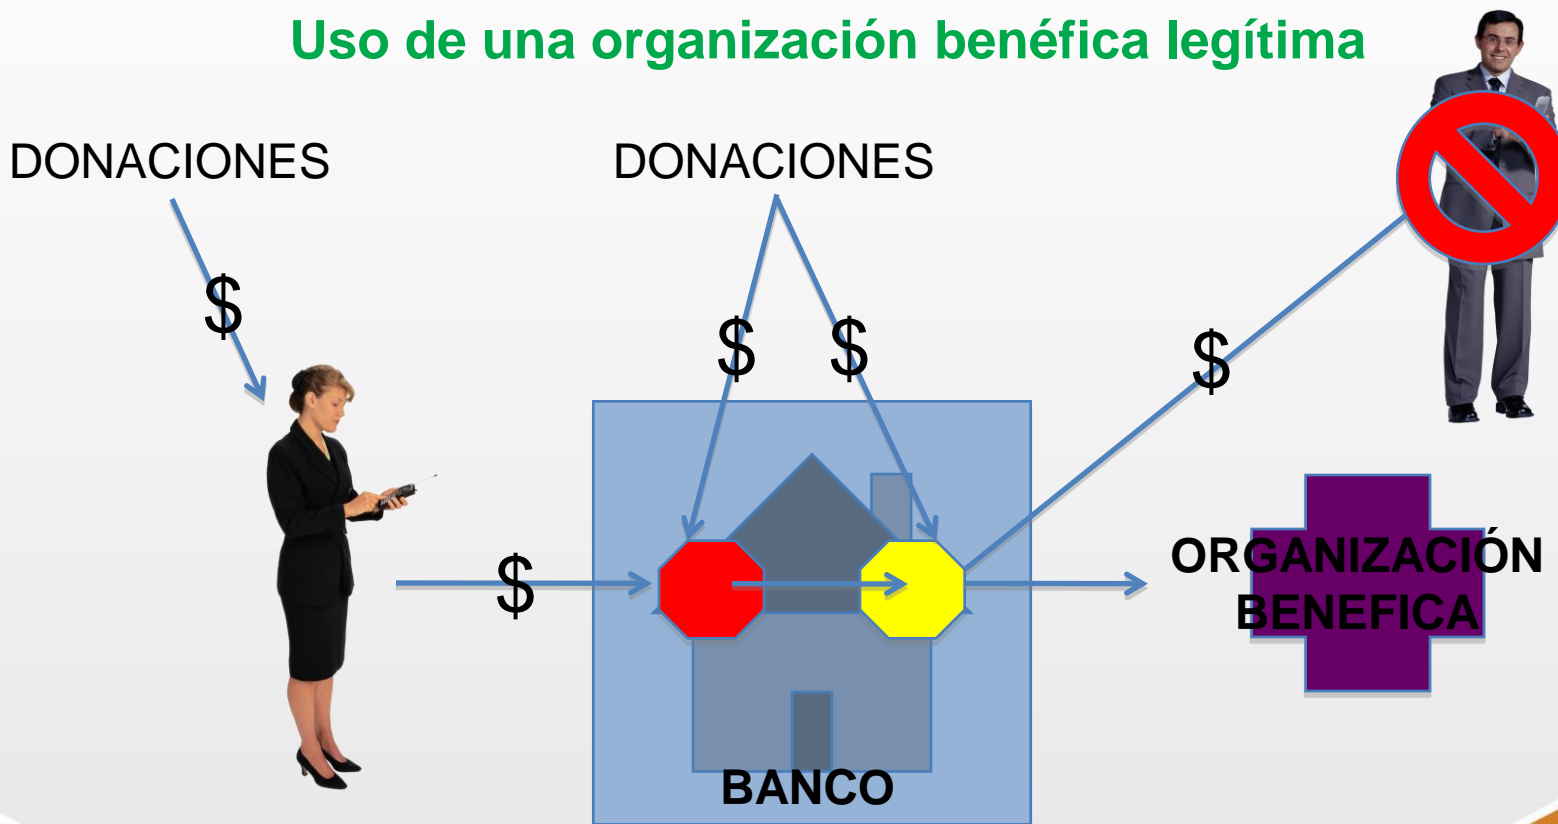 Uso de una organización benéfica legítima
DONACIONES
DONACIONES
$
$
$
$
$
ORGANIZACIÓN
BENEFICA
BANCO